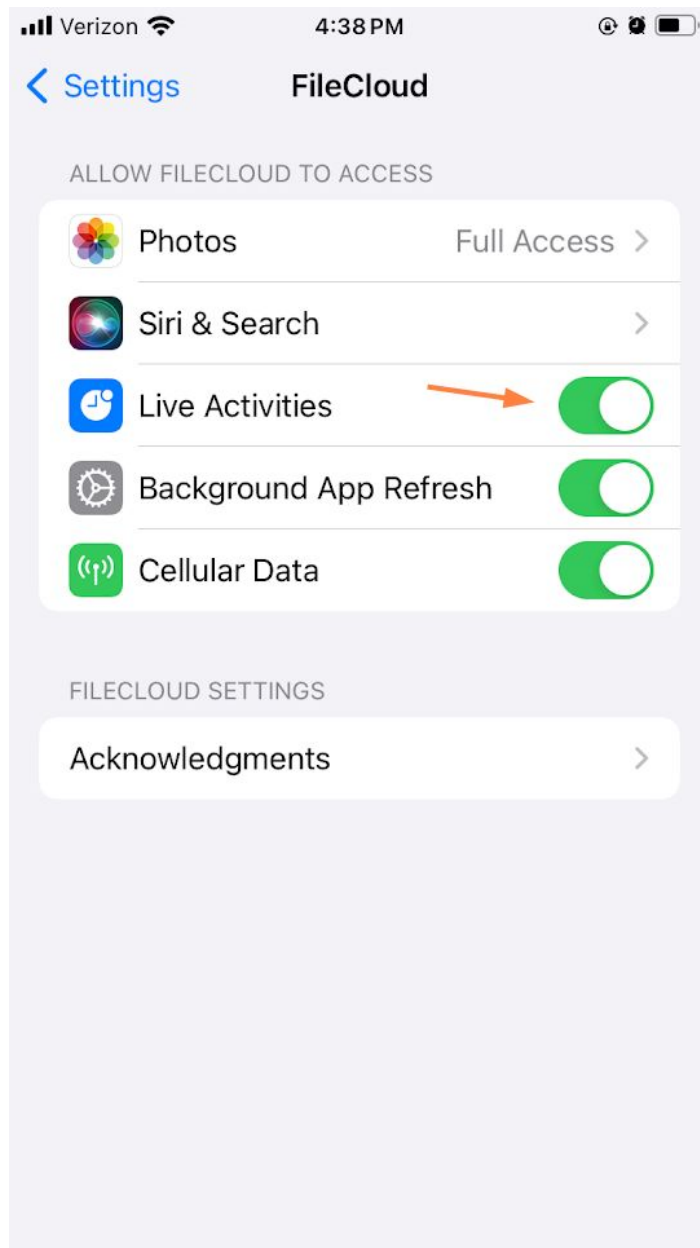 Verizon 4:38 PM
Settings FileCloud
ALLOW FILECLOUD TO ACCESS
Photos Full Access
Siri & Search
Live Activities
Background App Refresh
Cellular Data
FILECLOUD SETTINGS
Acknowledgments